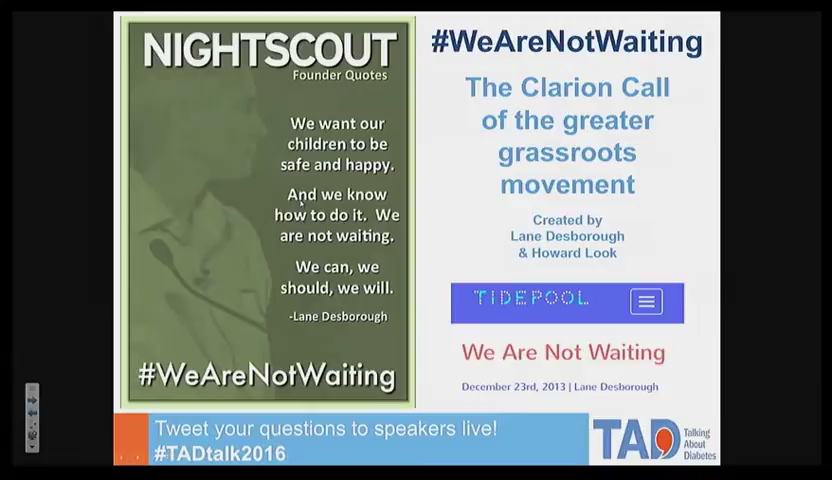 NIGHTSCOUT
Founder Quotes
We want our
children to be
safe and happy.
And we know
how to do it. We
are not waiting.
We can, we
should, we will.
-Lane Desborough
#WeAreNotWaiting
#WeAreNotWaiting
The Clarion Call
of the greater
grassroots
movement
Created by
Lane Desborough
& Howard Look
TIDEPOOL
We Are Not Waiting
December 23rd, 2013 | Lane Desborough
Tweet your questions to speakers live!
#TADtalk2016
TAD
Talking
About
Diabetes